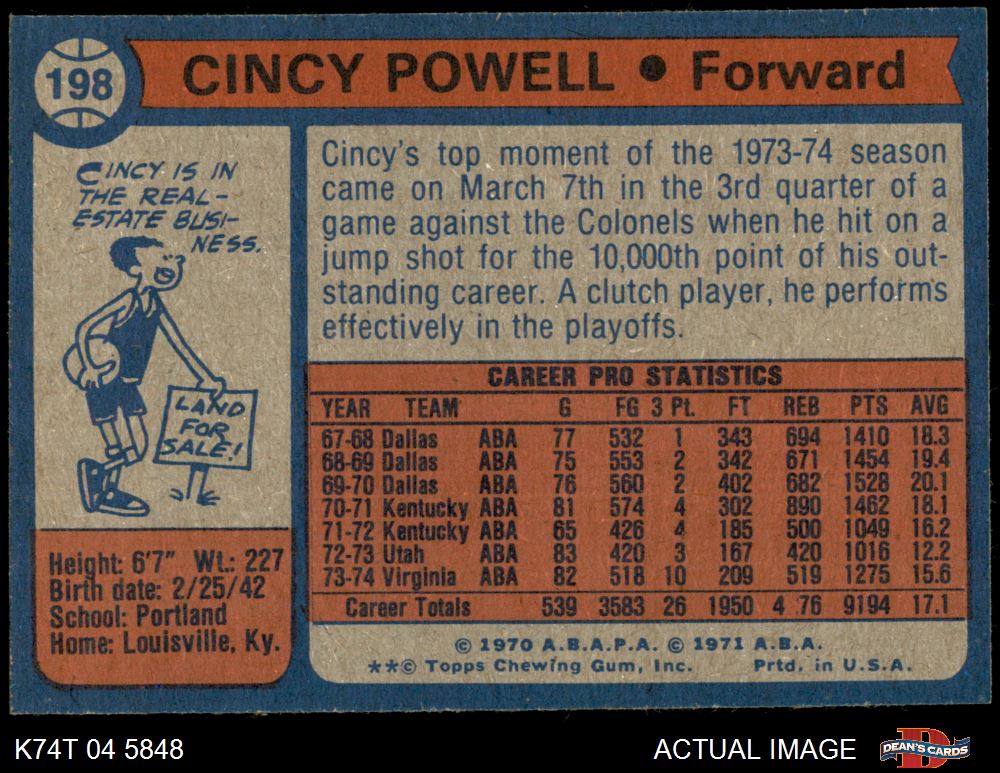 198
CINCY POWELL • Forward
CINCY IS IN
THE REAL-
ESTATE BUSI-
NESS.
LAND
FOR
SALE!
Height: 6'7" Wt.: 227
Birth date: 2/25/42
School: Portland
Home: Louisville, Ky.
Cincy's top moment of the 1973-74 season
came on March 7th in the 3rd quarter of a
game against the Colonels when he hit on a
jump shot for the 10,000th point of his out-
standing career. A clutch player, he performs
effectively in the playoffs.
CAREER PRO STATISTICS
YEAR TEAM G FG 3 Pt. FT REB PTS AVG
67-68 Dallas ABA 77 532 1 343 694 1410 18.3
68-69 Dallas ABA 75 553 2 342 671 1454 19.4
69-70 Dallas ABA 76 560 2 402 682 1528 20.1
70-71 Kentucky ABA 81 574 4 302 890 1462 18.1
71-72 Kentucky ABA 65 426 4 185 500 1049 16.2
72-73 Utah ABA 83 420 3 167 420 1016 12.2
73-74 Virginia ABA 82 518 10 209 519 1275 15.6
Career Totals 539 3583 26 1950 4 76 9194 17.1
© 1970 A.B.A.P.A. © 1971 A.B.A.
**© Topps Chewing Gum, Inc. Prtd. in U.S.A.
K74T 04 5848
ACTUAL IMAGE
DEAN'S CARDS